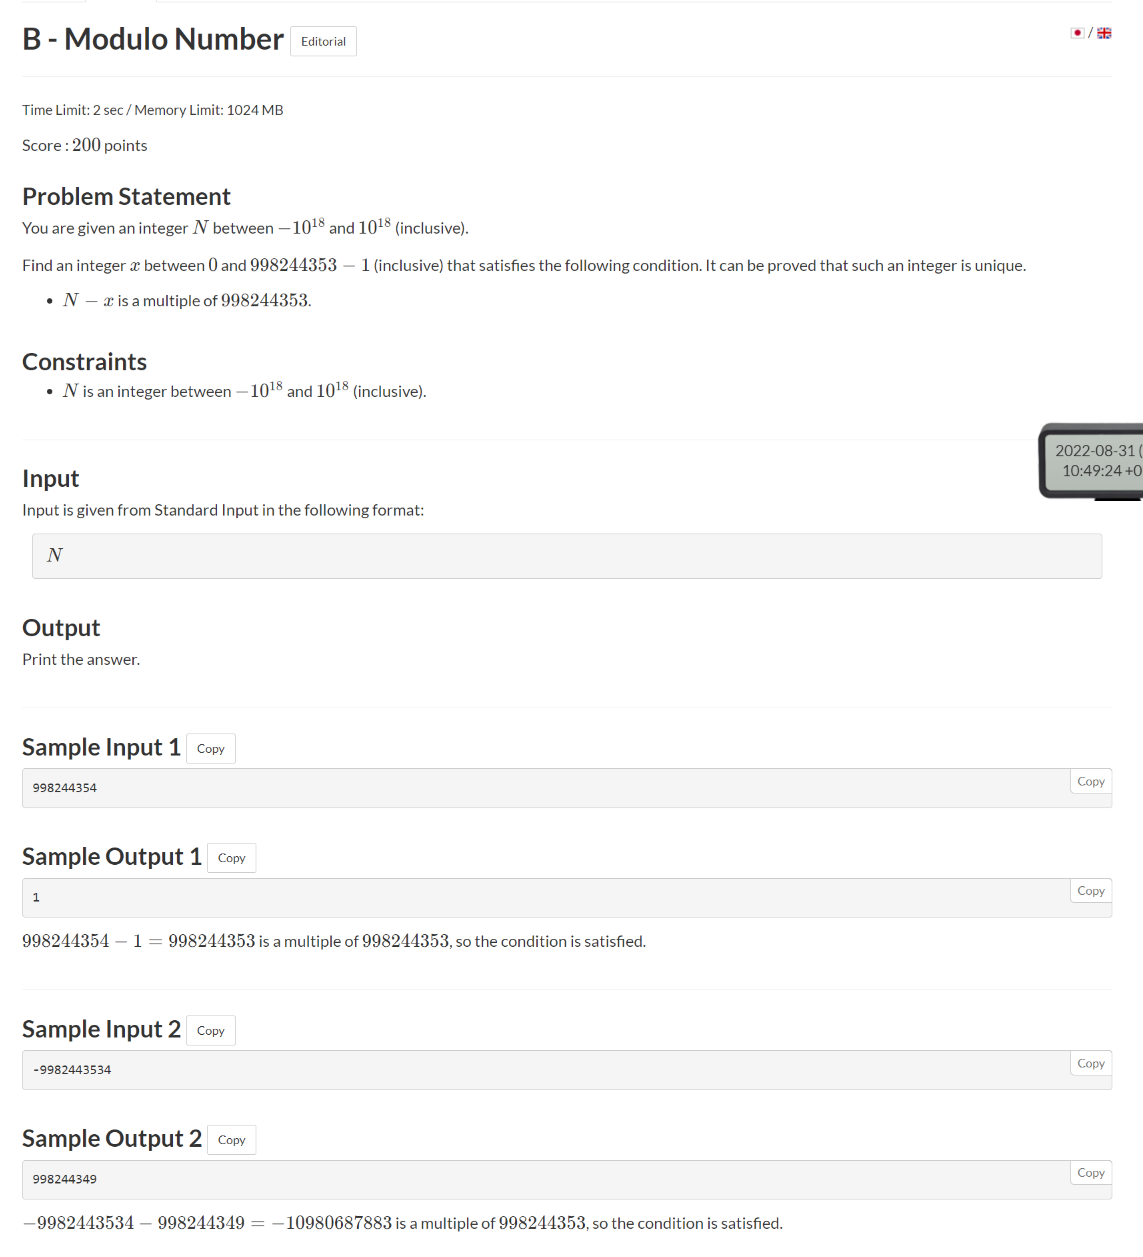 B - Modulo Number Editorial
/
Time Limit: 2 sec / Memory Limit: 1024 MB
Score : 200 points
Problem Statement
You are given an integer N between −10^18 and 10^18 (inclusive).
Find an integer x between 0 and 998244353 − 1 (inclusive) that satisfies the following condition. It can be proved that such an integer is unique.
• N − x is a multiple of 998244353.
Constraints
• N is an integer between −10^18 and 10^18 (inclusive).
2022-08-31 (
10:49:24 +0
Input
Input is given from Standard Input in the following format:
N
Output
Print the answer.
Sample Input 1 Copy
Copy
998244354
Sample Output 1 Copy
Copy
1
998244354 − 1 = 998244353 is a multiple of 998244353, so the condition is satisfied.
Sample Input 2 Copy
Copy
-9982443534
Sample Output 2 Copy
Copy
998244349
−9982443534 − 998244349 = −10980687883 is a multiple of 998244353, so the condition is satisfied.